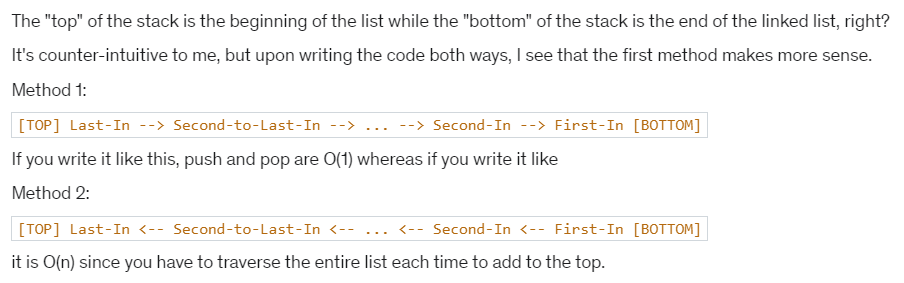 The "top" of the stack is the beginning of the list while the "bottom" of the stack is the end of the linked list, right?
It's counter-intuitive to me, but upon writing the code both ways, I see that the first method makes more sense.
Method 1:
[TOP] Last-In --> Second-to-Last-In --> ... --> Second-In --> First-In [BOTTOM]
If you write it like this, push and pop are O(1) whereas if you write it like
Method 2:
[TOP] Last-In <-- Second-to-Last-In <-- ... <-- Second-In <-- First-In [BOTTOM]
it is O(n) since you have to traverse the entire list each time to add to the top.